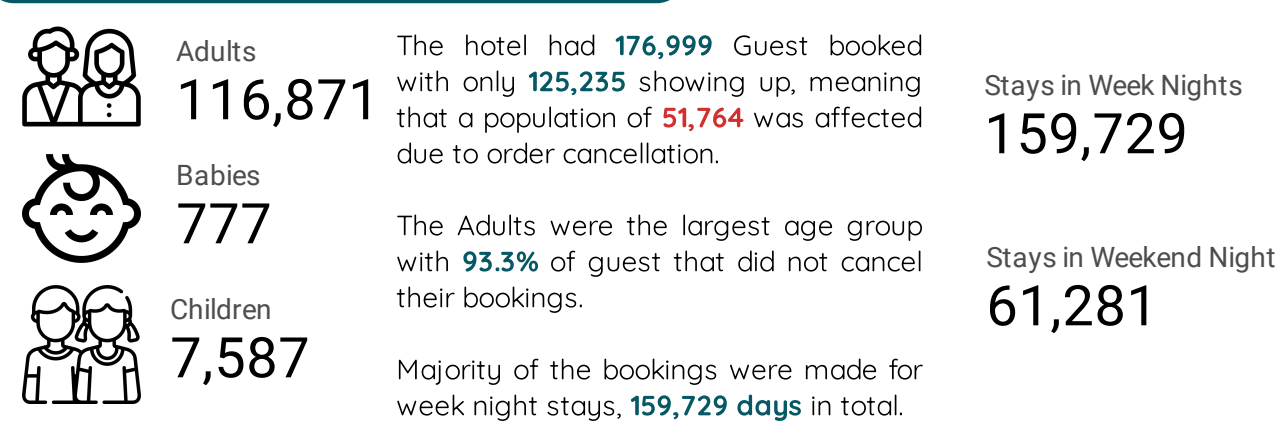 Adults
116,871
Babies
777
Children
7,587
The hotel had 176,999 Guest booked
with only 125,235 showing up, meaning
that a population of 51,764 was affected
due to order cancellation.
The Adults were the largest age group
with 93.3% of guest that did not cancel
their bookings.
Majority of the bookings were made for
week night stays, 159,729 days in total.
Stays in Week Nights
159,729
Stays in Weekend Night
61,281